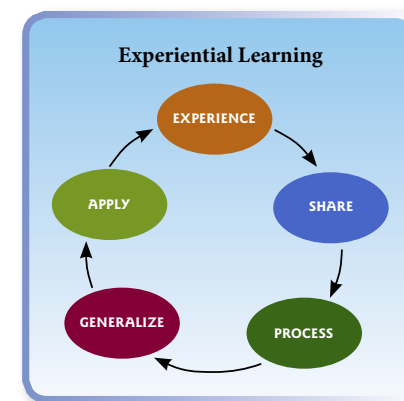 Experiential Learning
EXPERIENCE
SHARE
PROCESS
GENERALIZE
APPLY